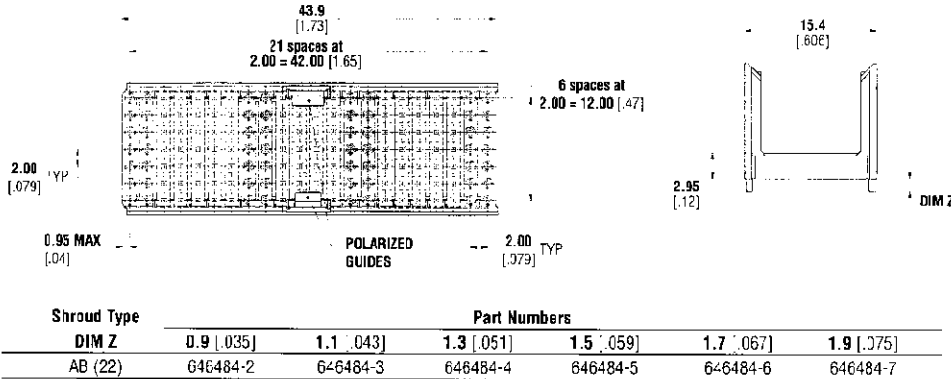 43.9
[1.73]
21 spaces at
2.00 = 42.00 [1.65]
15.4
[.606]
6 spaces at
2.00 = 12.00 [.47]
2.00
[.079] TYP
2.95
[.12]
DIM Z
0.95 MAX
[.04]
POLARIZED
GUIDES
2.00
[.079] TYP
Shroud Type Part Numbers
DIM Z 0.9 [.035] 1.1 [.043] 1.3 [.051] 1.5 [.059] 1.7 [.067] 1.9 [.075]
AB (22) 646484-2 646484-3 646484-4 646484-5 646484-6 646484-7